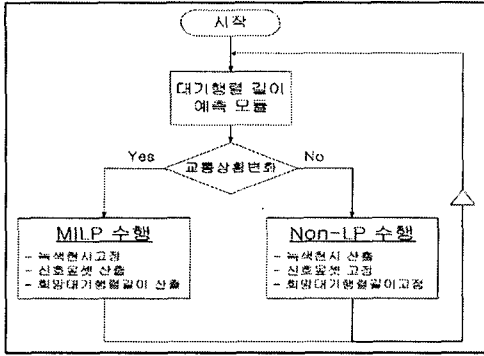 시작
대기행렬 길이
예측 모듈
교통상황변화
Yes
No
MILP 수행
- 녹색현시고정
- 신호옵셋 산출
- 희망대기행렬길이 산출
Non-LP 수행
- 녹색현시 산출
- 신호옵셋 고정
- 희망대기행렬길이고정